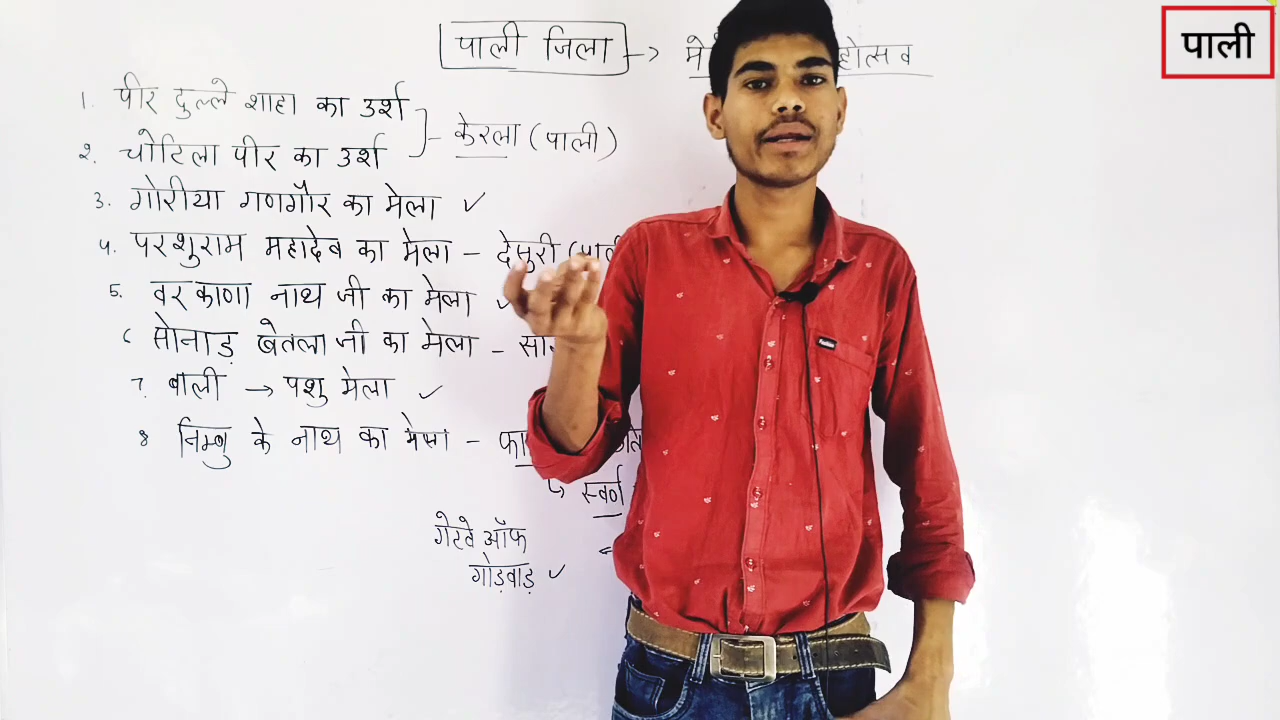 पाली
पाली जिला → मे होत्सव
1. पीर दुल्ले शाहा का उर्श
2. चोटिला पीर का उर्श
केरला (पाली)
3. गोरीया गणगौर का मेला ✓
4. परशुराम महादेव का मेला - देसुरी (पाली
5. वरकाणा नाथ जी का मेला ✓
6 सोनाड़ खेतला जी का मेला - सा
7. बाली → पशु मेला ✓
8 निम्बु के नाथ का मेला - फा
↳ स्वर्ण
गेटवे ऑफ
गोड़वाड़ ✓